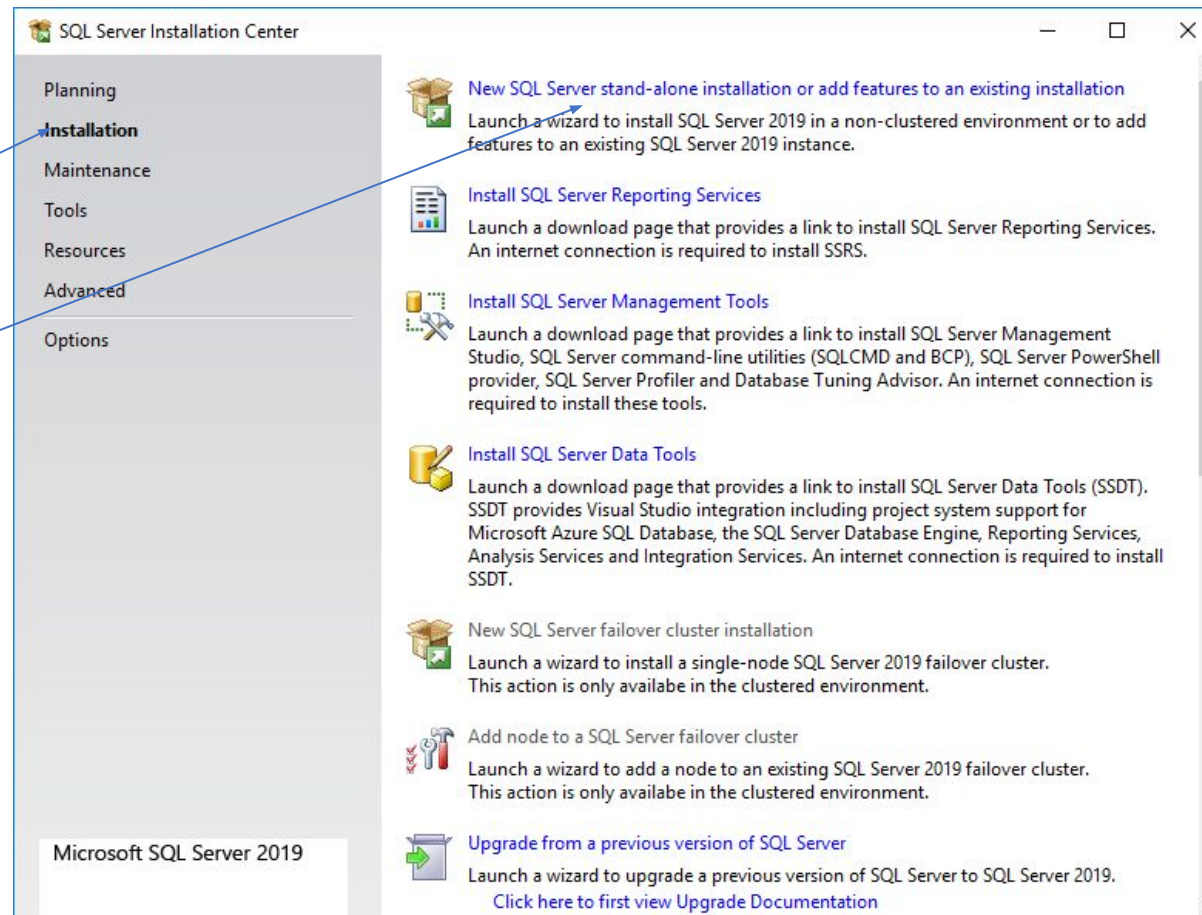 SQL Server Installation Center
Planning
Installation
Maintenance
Tools
Resources
Advanced
Options
Microsoft SQL Server 2019
New SQL Server stand-alone installation or add features to an existing installation
Launch a wizard to install SQL Server 2019 in a non-clustered environment or to add
features to an existing SQL Server 2019 instance.
Install SQL Server Reporting Services
Launch a download page that provides a link to install SQL Server Reporting Services.
An internet connection is required to install SSRS.
Install SQL Server Management Tools
Launch a download page that provides a link to install SQL Server Management
Studio, SQL Server command-line utilities (SQLCMD and BCP), SQL Server PowerShell
provider, SQL Server Profiler and Database Tuning Advisor. An internet connection is
required to install these tools.
Install SQL Server Data Tools
Launch a download page that provides a link to install SQL Server Data Tools (SSDT).
SSDT provides Visual Studio integration including project system support for
Microsoft Azure SQL Database, the SQL Server Database Engine, Reporting Services,
Analysis Services and Integration Services. An internet connection is required to install
SSDT.
New SQL Server failover cluster installation
Launch a wizard to install a single-node SQL Server 2019 failover cluster.
This action is only availabe in the clustered environment.
Add node to a SQL Server failover cluster
Launch a wizard to add a node to an existing SQL Server 2019 failover cluster.
This action is only availabe in the clustered environment.
Upgrade from a previous version of SQL Server
Launch a wizard to upgrade a previous version of SQL Server to SQL Server 2019.
Click here to first view Upgrade Documentation